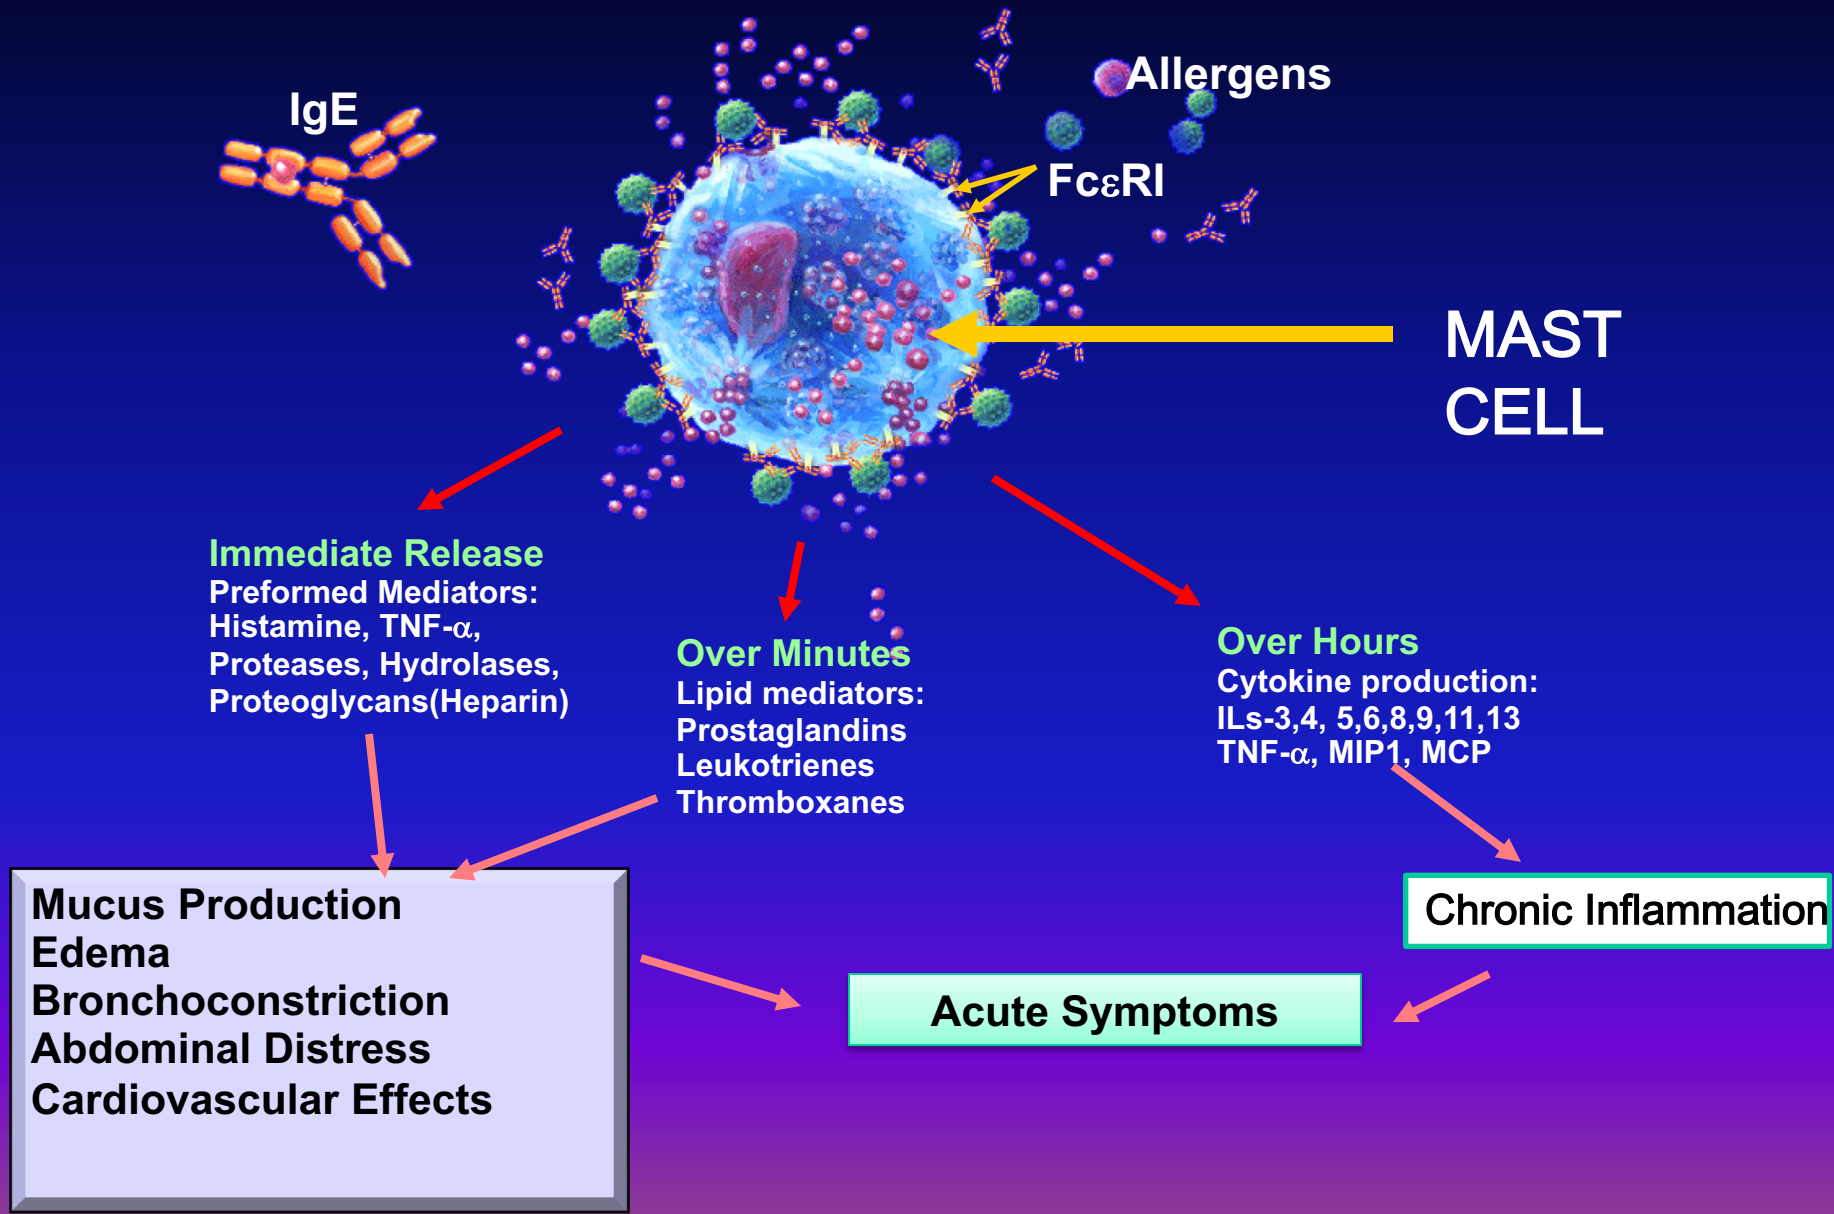 IgE
Allergens
FcεRI
MAST
CELL
Immediate Release
Preformed Mediators:
Histamine, TNF-α,
Proteases, Hydrolases,
Proteoglycans(Heparin)
Over Minutes
Lipid mediators:
Prostaglandins
Leukotrienes
Thromboxanes
Over Hours
Cytokine production:
ILs-3,4, 5,6,8,9,11,13
TNF-α, MIP1, MCP
Mucus Production
Edema
Bronchoconstriction
Abdominal Distress
Cardiovascular Effects
Acute Symptoms
Chronic Inflammation